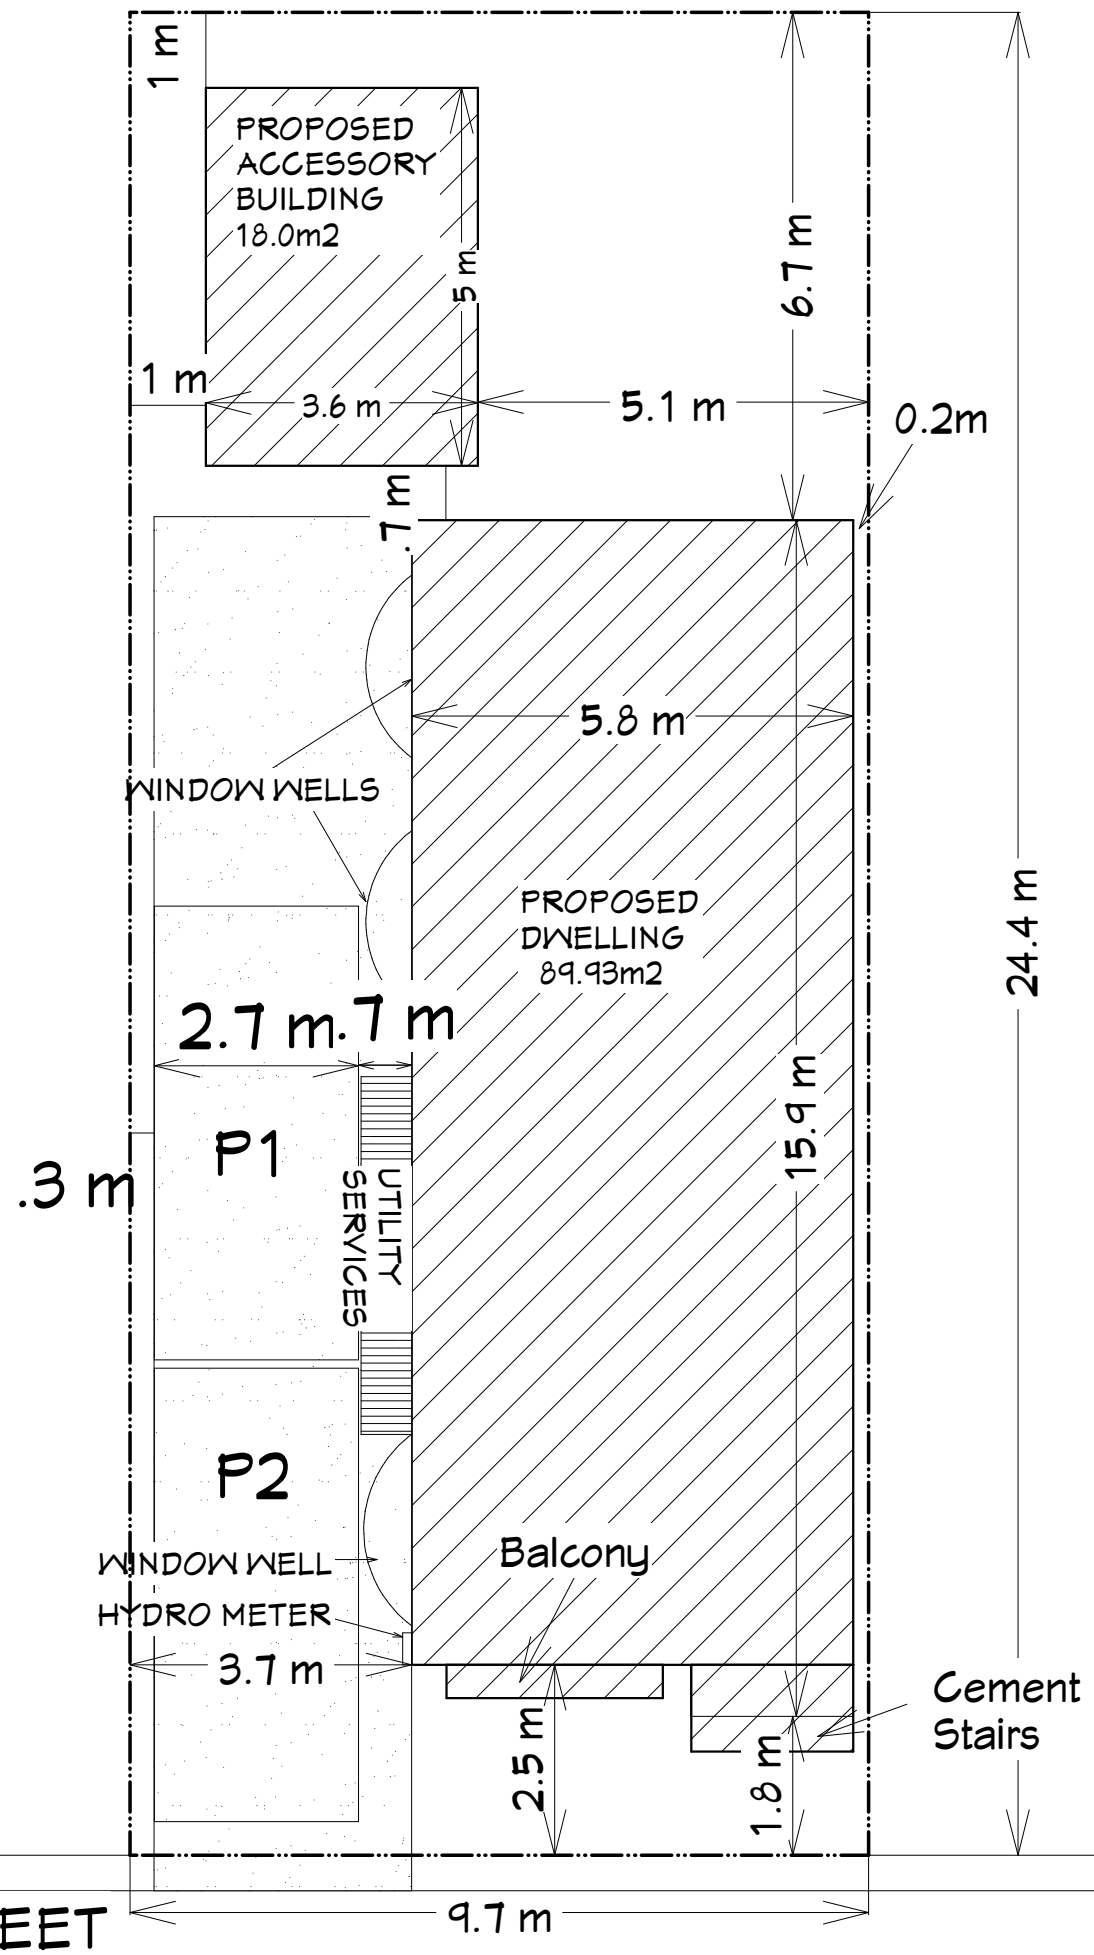 1 m
PROPOSED
ACCESSORY
BUILDING
18.0m2
5 m
6.7 m
1 m
3.6 m
5.1 m
0.2m
.7 m
5.8 m
WINDOW WELLS
PROPOSED
DWELLING
89.93m2
24.4 m
2.7 m
.7 m
15.9 m
P1
.3 m
UTILITY
SERVICES
P2
Balcony
WINDOW WELL
HYDRO METER
3.7 m
2.5 m
1.8 m
Cement
Stairs
9.7 m
EET